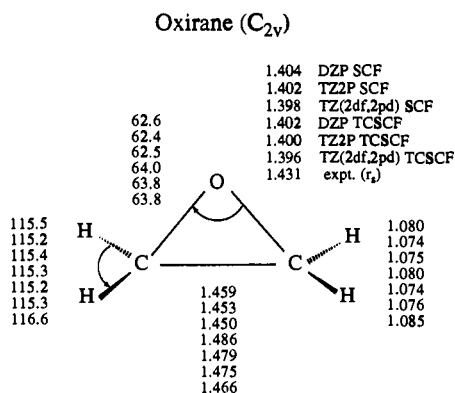 Oxirane (C2v)
1.404 DZP SCF
1.402 TZ2P SCF
1.398 TZ(2df,2pd) SCF
1.402 DZP TCSCF
1.400 TZ2P TCSCF
1.396 TZ(2df,2pd) TCSCF
1.431 expt. (rs)
62.6
62.4
62.5
64.0
63.8
63.8
O
115.5
115.2
115.4
115.3
115.2
115.3
116.6
H
H
C
C
H
H
1.080
1.074
1.075
1.080
1.074
1.076
1.085
1.459
1.453
1.450
1.486
1.479
1.475
1.466